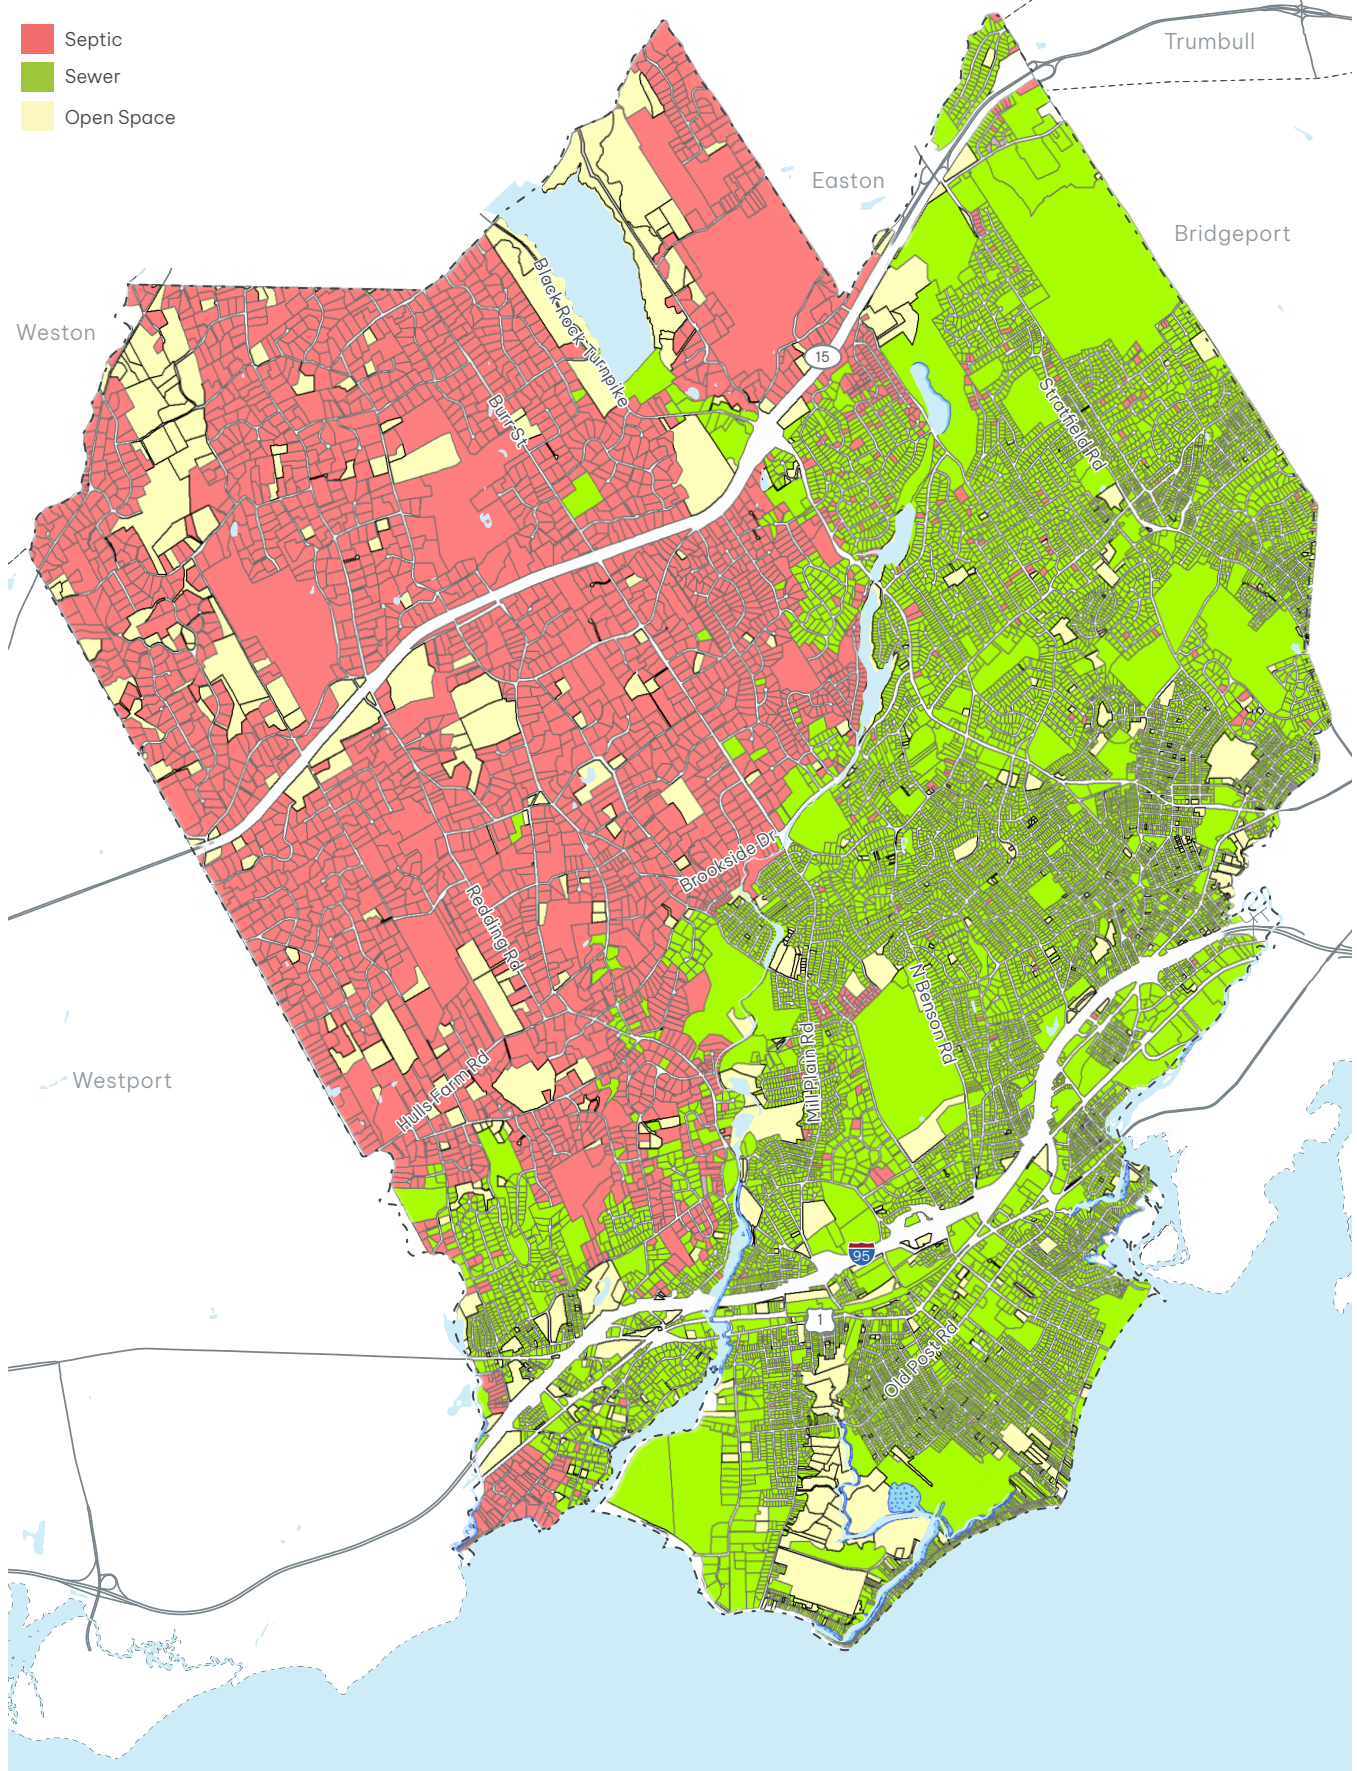 Septic
Sewer
Open Space
Trumbull
Easton
Bridgeport
Weston
Black Rock Turnpike
15
Burr St
Stratfield Rd
Brookside Dr
Redding Rd
N Benson Rd
Mill Plain Rd
Westport
Hulls Farm Rd
95
1
Old Post Rd